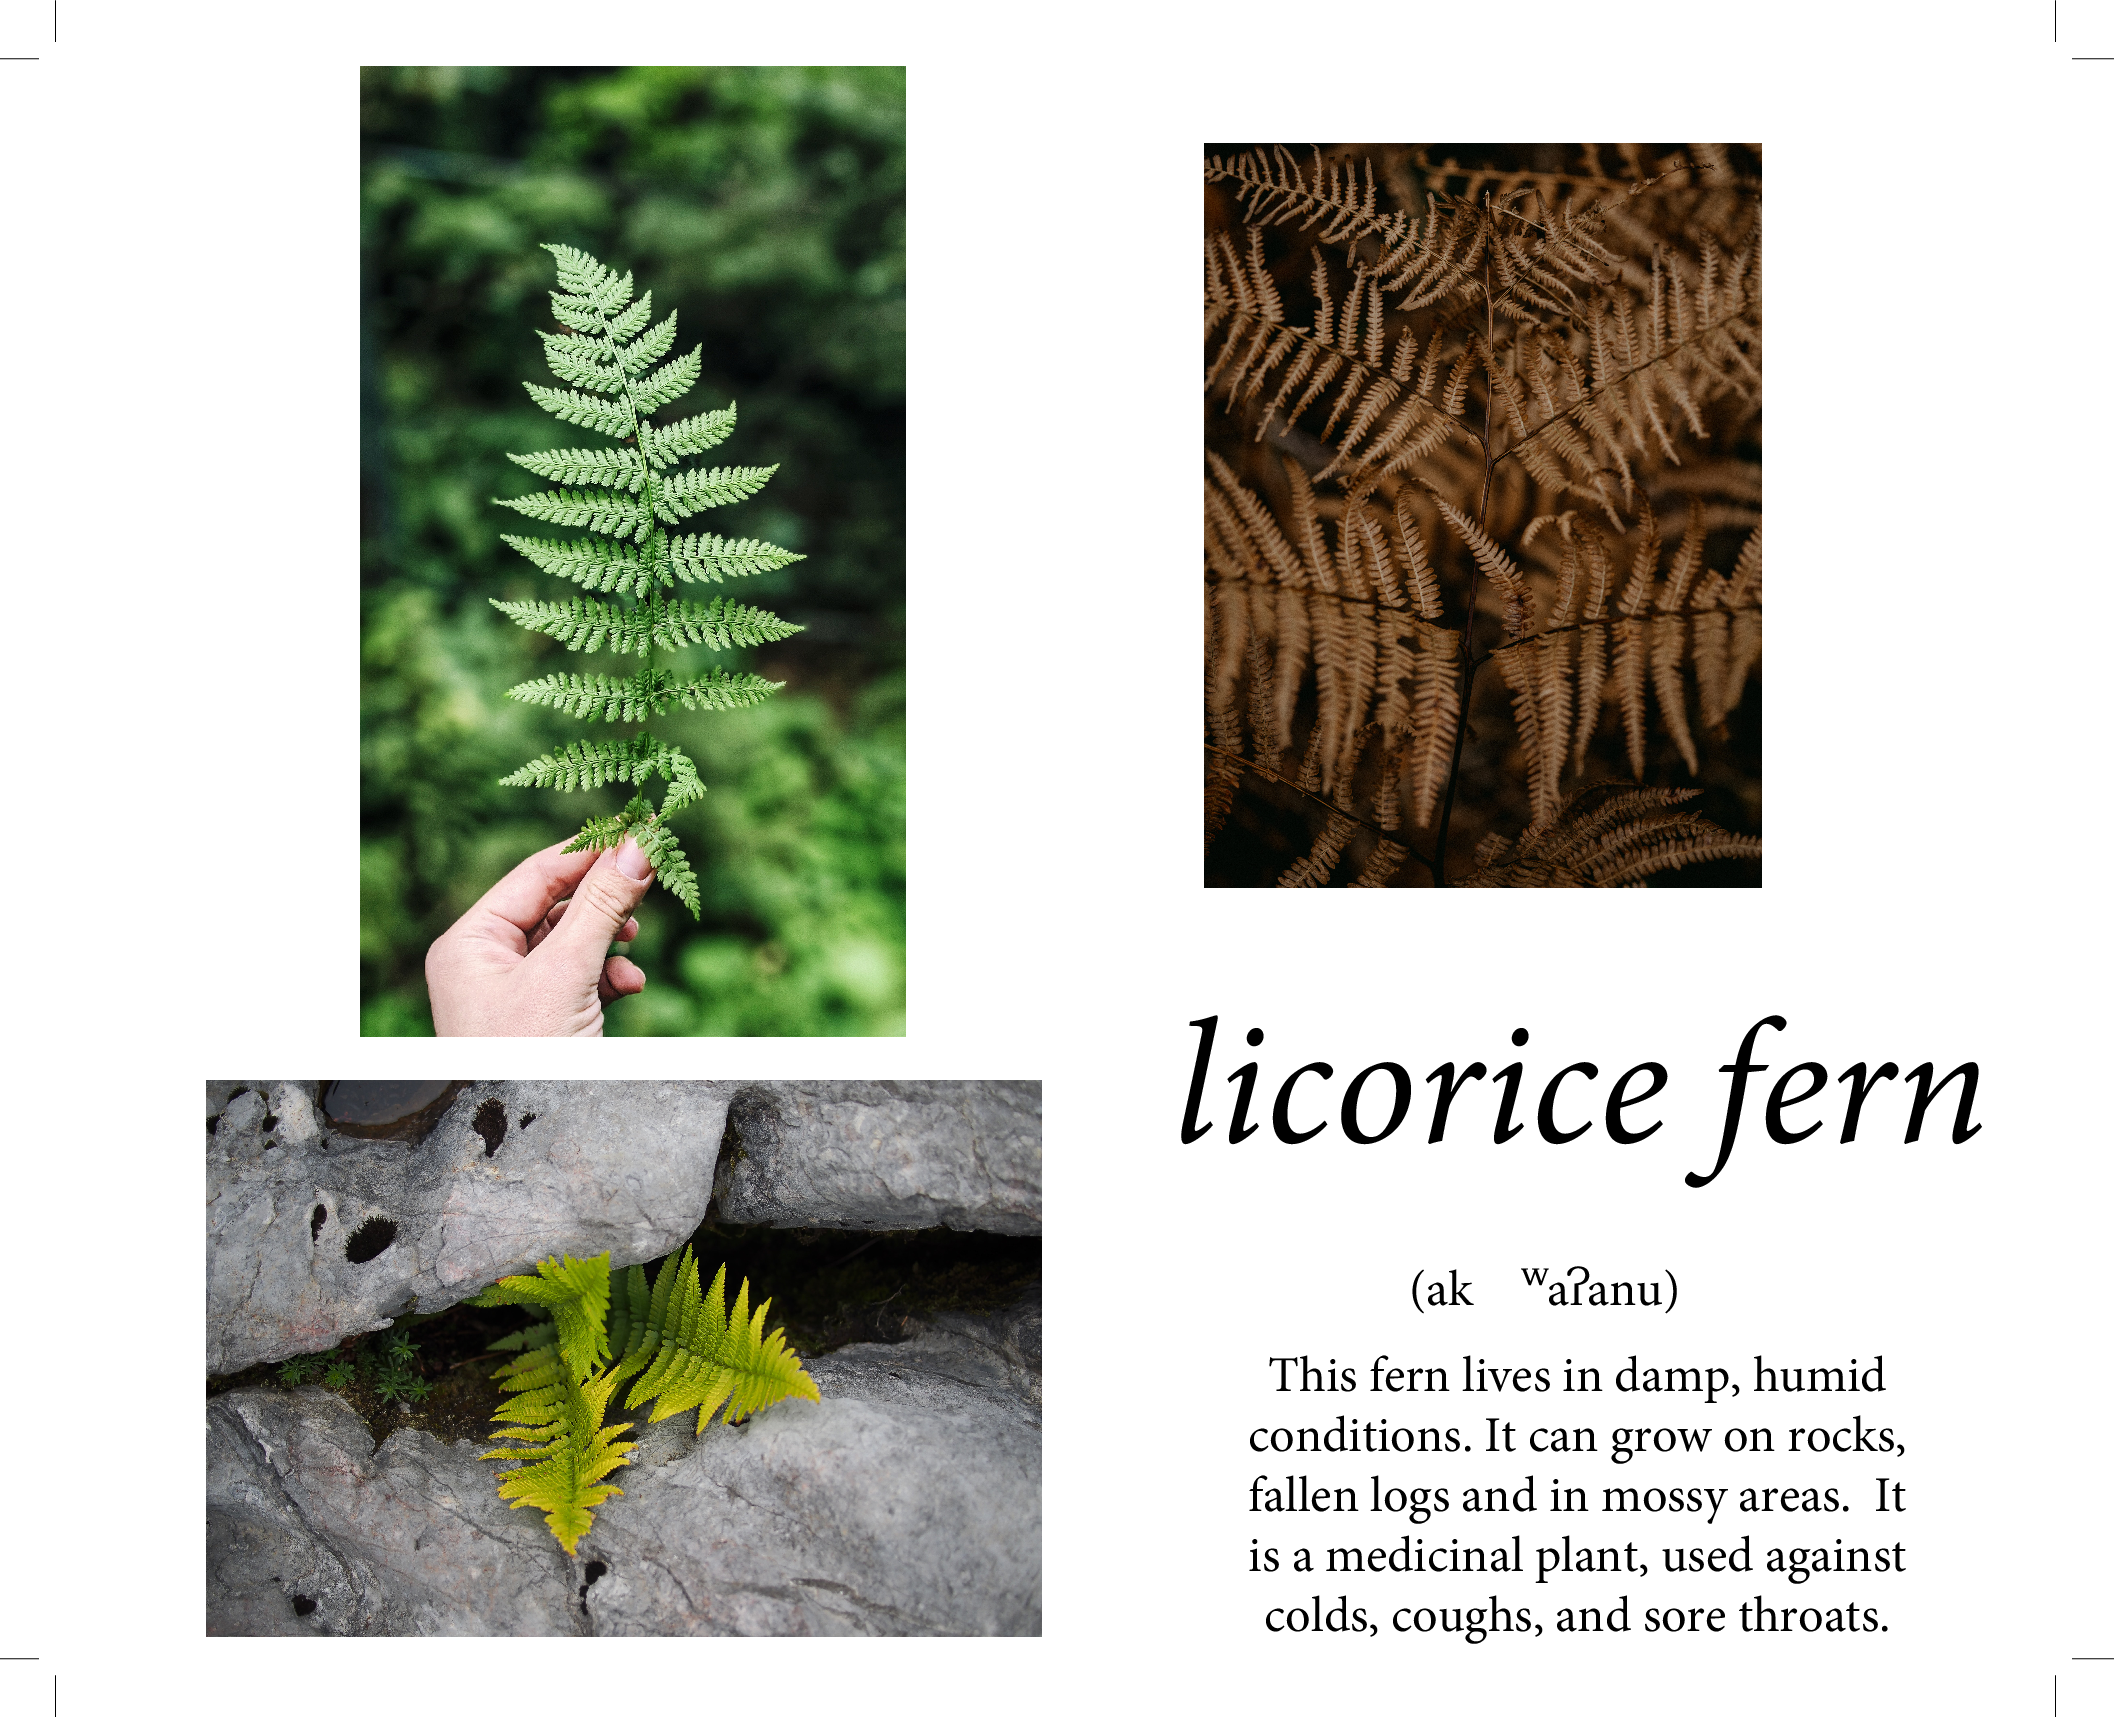 licorice fern
(ak    ʷaʔanu)
This fern lives in damp, humid
conditions. It can grow on rocks,
fallen logs and in mossy areas.  It
is a medicinal plant, used against
colds, coughs, and sore throats.